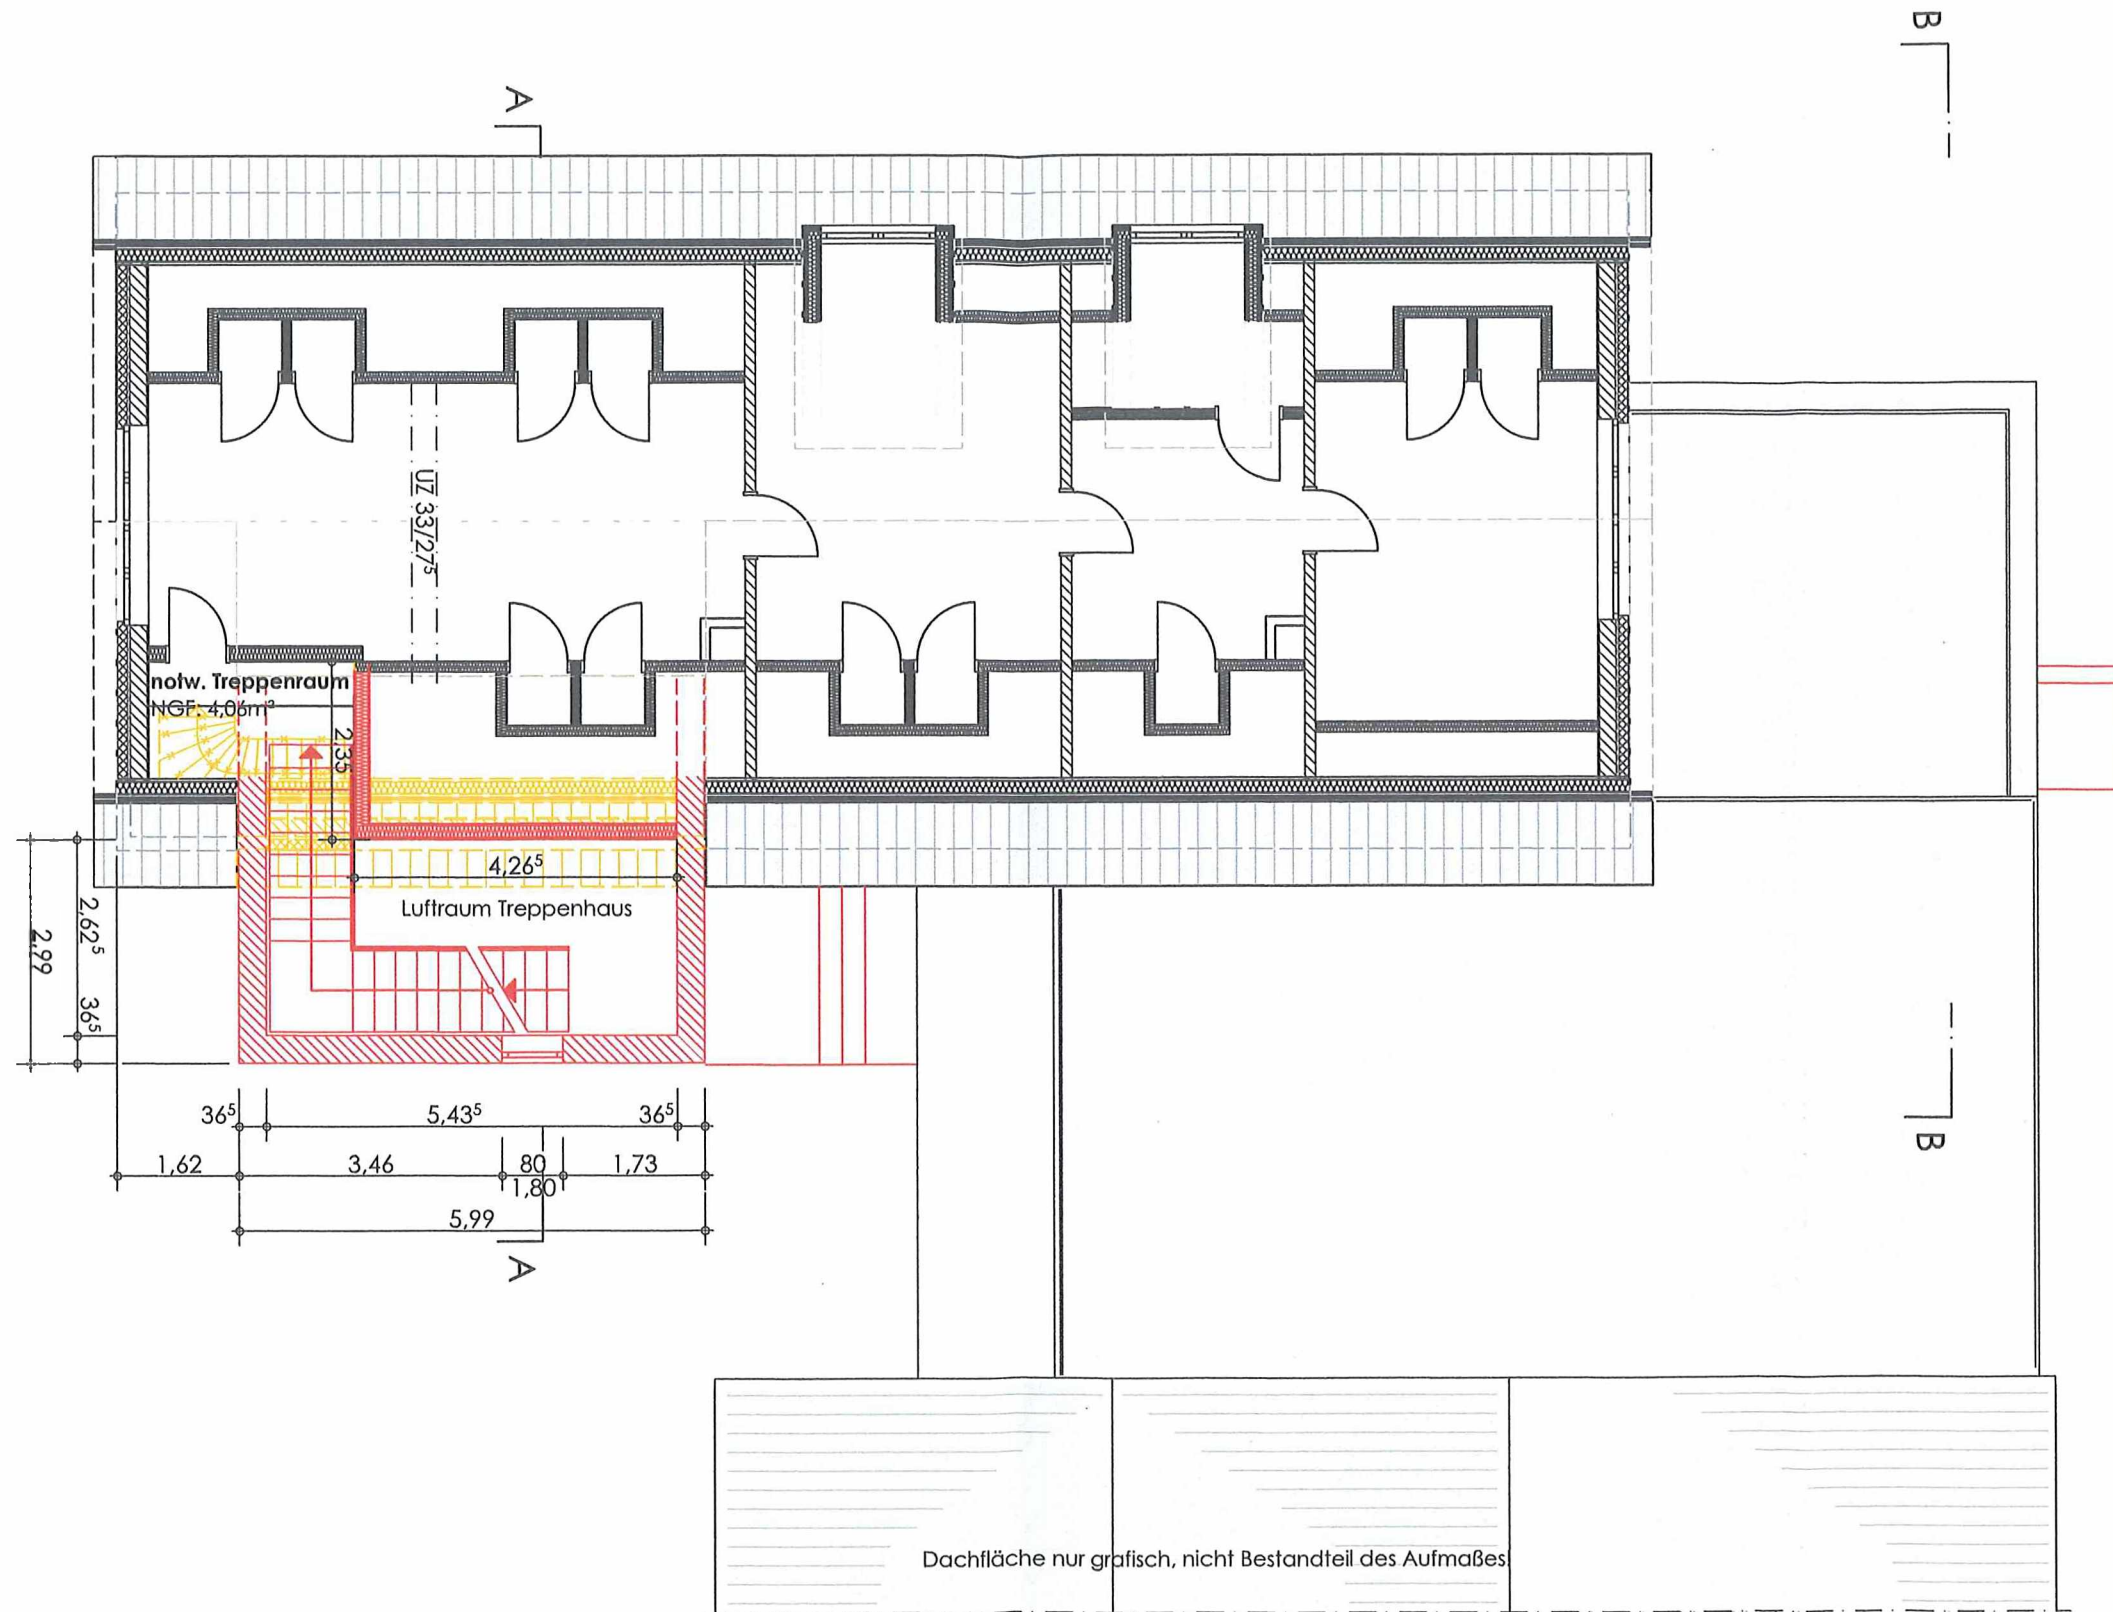 B
A
UZ 33/27⁵
notw. Treppenraum
NGF: 4,06m²
2,35
4,26⁵
Luftraum Treppenhaus
2,62⁵
2,99
36⁵
36⁵ 5,43⁵ 36⁵
1,62 3,46 80 1,73
1,80
5,99
A
B
Dachfläche nur grafisch, nicht Bestandteil des Aufmaßes